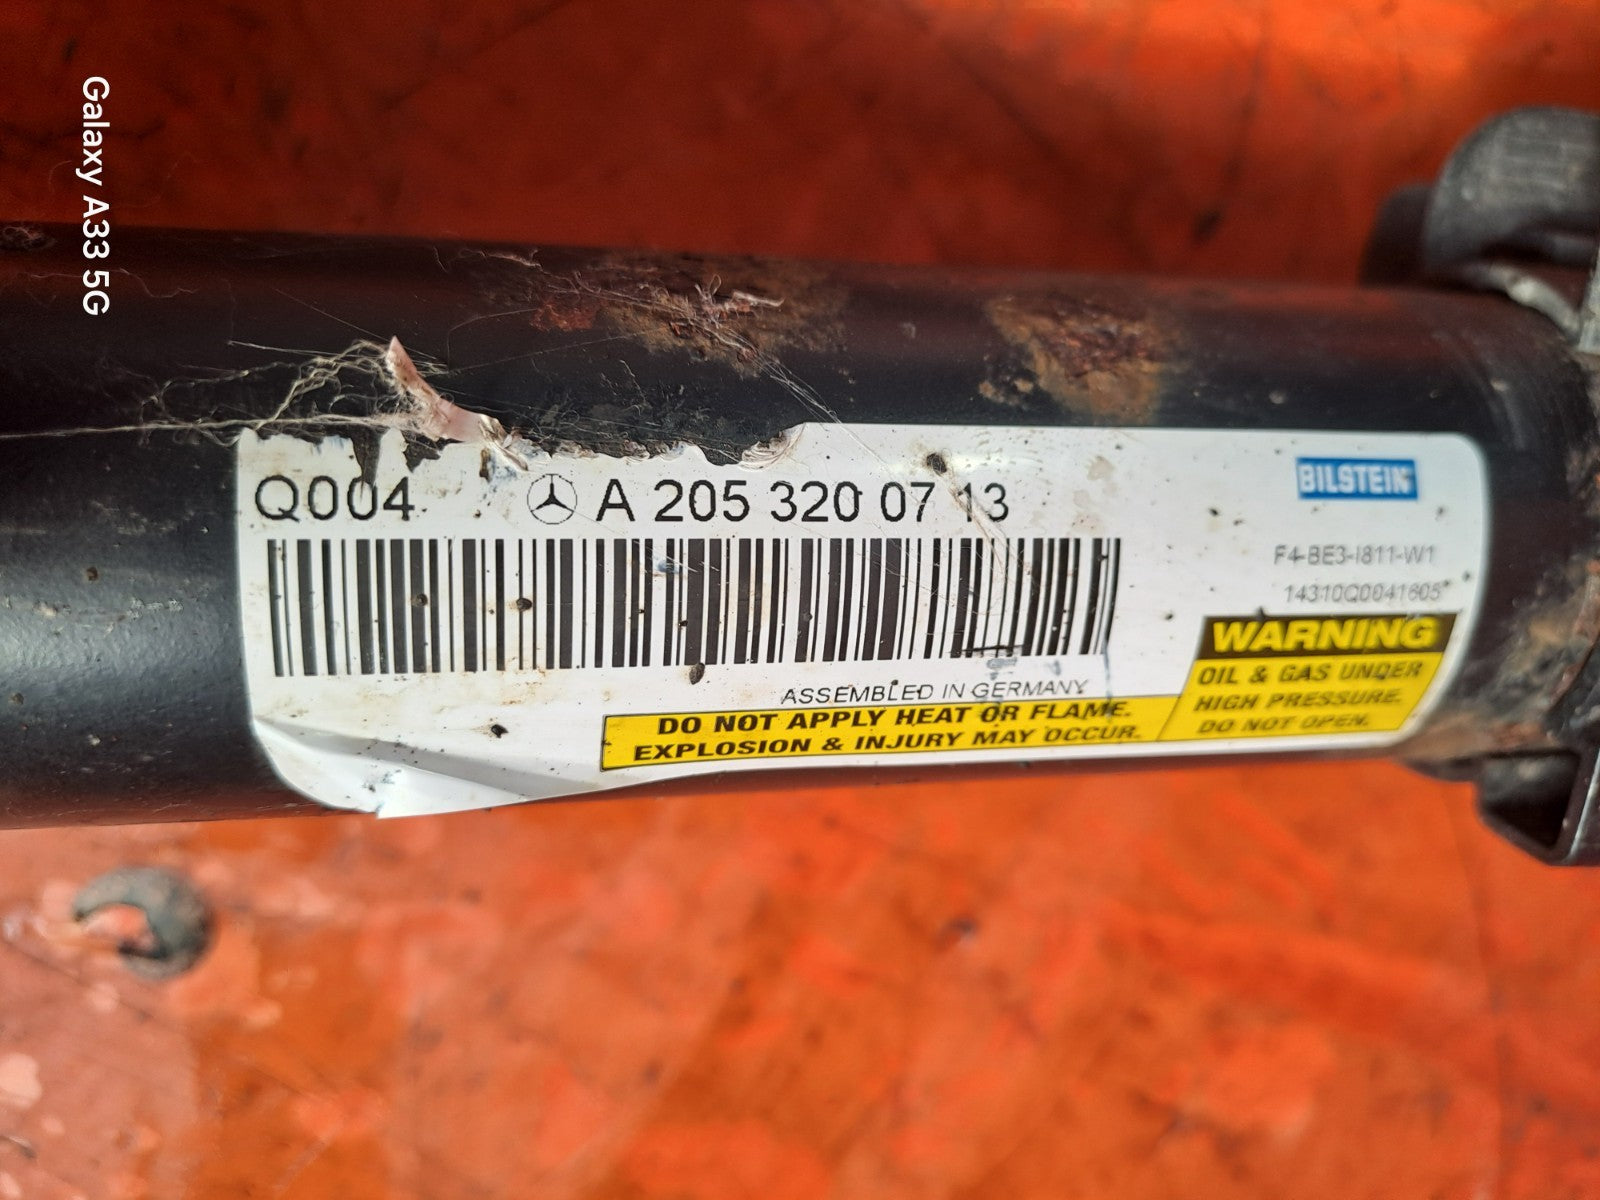 Galaxy A33 5G
Q004 A 205 320 07 13
BILSTEIN
F4-BE3-I811-W1
14310Q0041605
ASSEMBLED IN GERMANY
DO NOT APPLY HEAT OR FLAME.
EXPLOSION & INJURY MAY OCCUR.
WARNING
OIL & GAS UNDER
HIGH PRESSURE.
DO NOT OPEN.